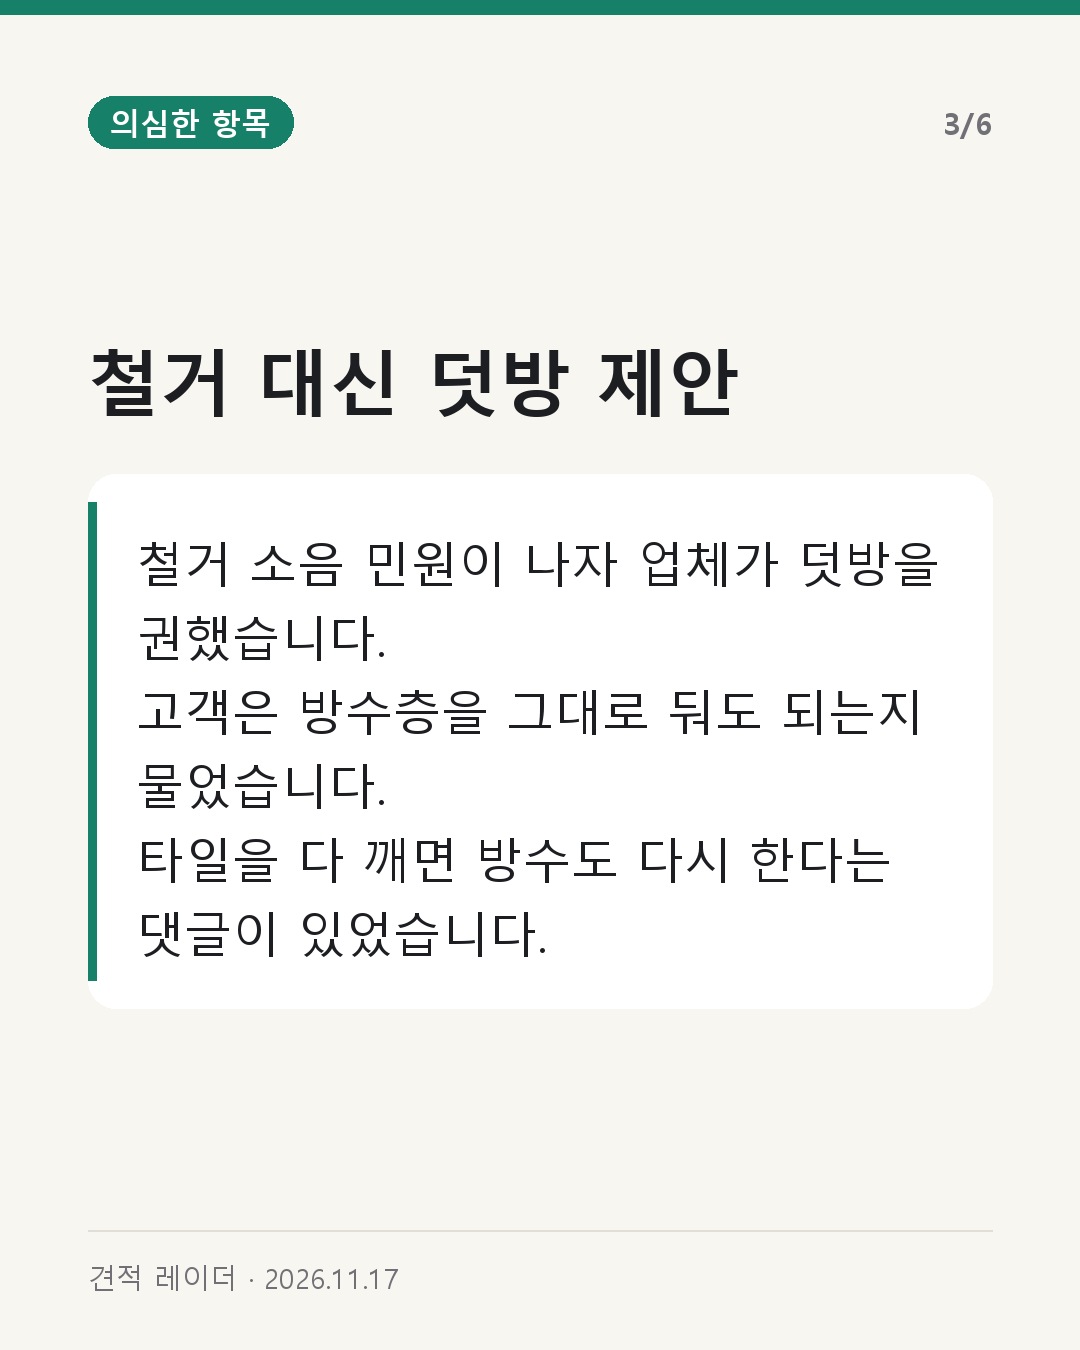 의심한 항목
3/6
철거 대신 덧방 제안
철거 소음 민원이 나자 업체가 덧방을
권했습니다.
고객은 방수층을 그대로 둬도 되는지
물었습니다.
타일을 다 깨면 방수도 다시 한다는
댓글이 있었습니다.
견적 레이더 · 2026.11.17